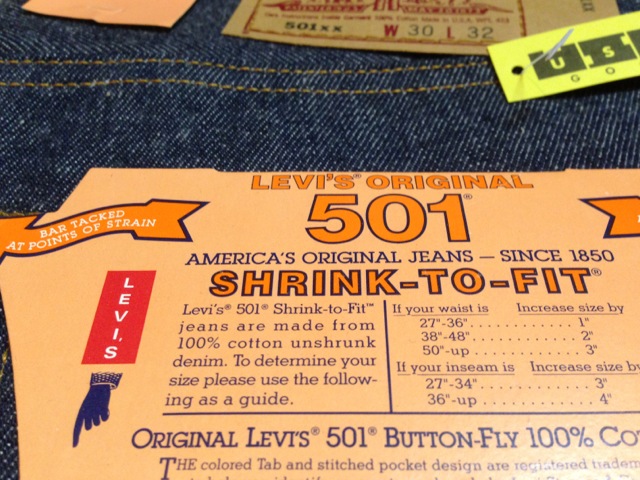 501xx W 30 L 32
U.S.
GO
LEVI'S® ORIGINAL
501®
BAR TACKED
AT POINTS OF STRAIN
AMERICA'S ORIGINAL JEANS — SINCE 1850
SHRINK-TO-FIT®
LEVI'S
Levi's® 501® Shrink-to-Fit™
jeans are made from
100% cotton unshrunk
denim. To determine your
size please use the follow-
ing as a guide.
If your waist is Increase size by
27"-36" . . . . . . . . . . . . 1"
38"-48" . . . . . . . . . . . . 2"
50"-up . . . . . . . . . . . . . 3"
If your inseam is Increase size by
27"-34" . . . . . . . . . . . . . 3"
36"-up . . . . . . . . . . . . . . 4"
ORIGINAL LEVI'S® 501® BUTTON-FLY 100% CO
THE colored Tab and stitched pocket design are registered tradem